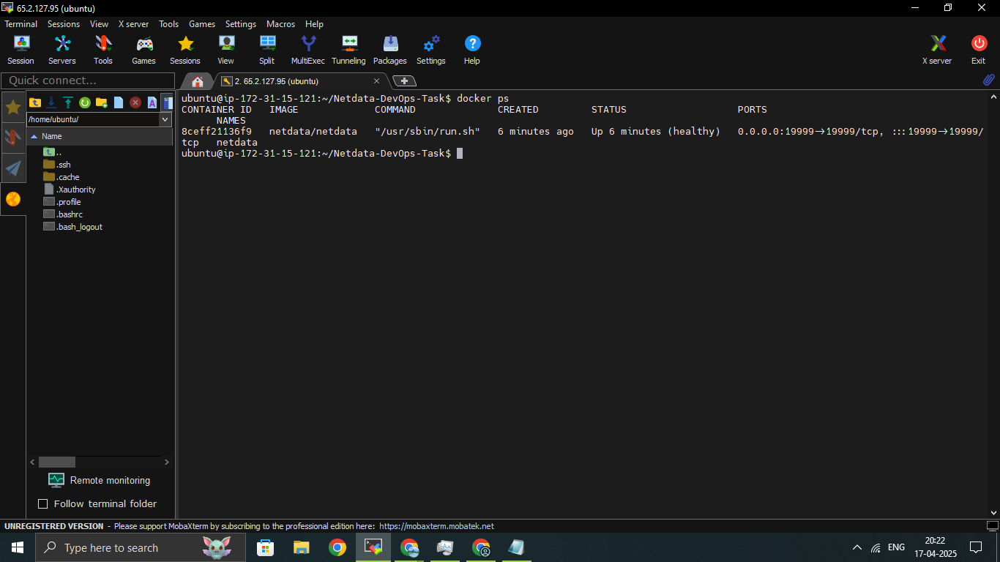 65.2.127.95 (ubuntu)
Terminal Sessions View X server Tools Games Settings Macros Help
Session Servers Tools Games Sessions View Split MultiExec Tunneling Packages Settings Help X server Exit
Quick connect...
2. 65.2.127.95 (ubuntu)
/home/ubuntu/
Name
..
.ssh
.cache
.Xauthority
.profile
.bashrc
.bash_logout
Remote monitoring
Follow terminal folder
ubuntu@ip-172-31-15-121:~/Netdata-DevOps-Task$ docker ps
CONTAINER ID IMAGE COMMAND CREATED STATUS PORTS
NAMES
8ceff21136f9 netdata/netdata "/usr/sbin/run.sh" 6 minutes ago Up 6 minutes (healthy) 0.0.0.0:19999->19999/tcp, :::19999->19999/
tcp netdata
ubuntu@ip-172-31-15-121:~/Netdata-DevOps-Task$
UNREGISTERED VERSION - Please support MobaXterm by subscribing to the professional edition here: https://mobaxterm.mobatek.net
Type here to search
ENG
20:22
17-04-2025